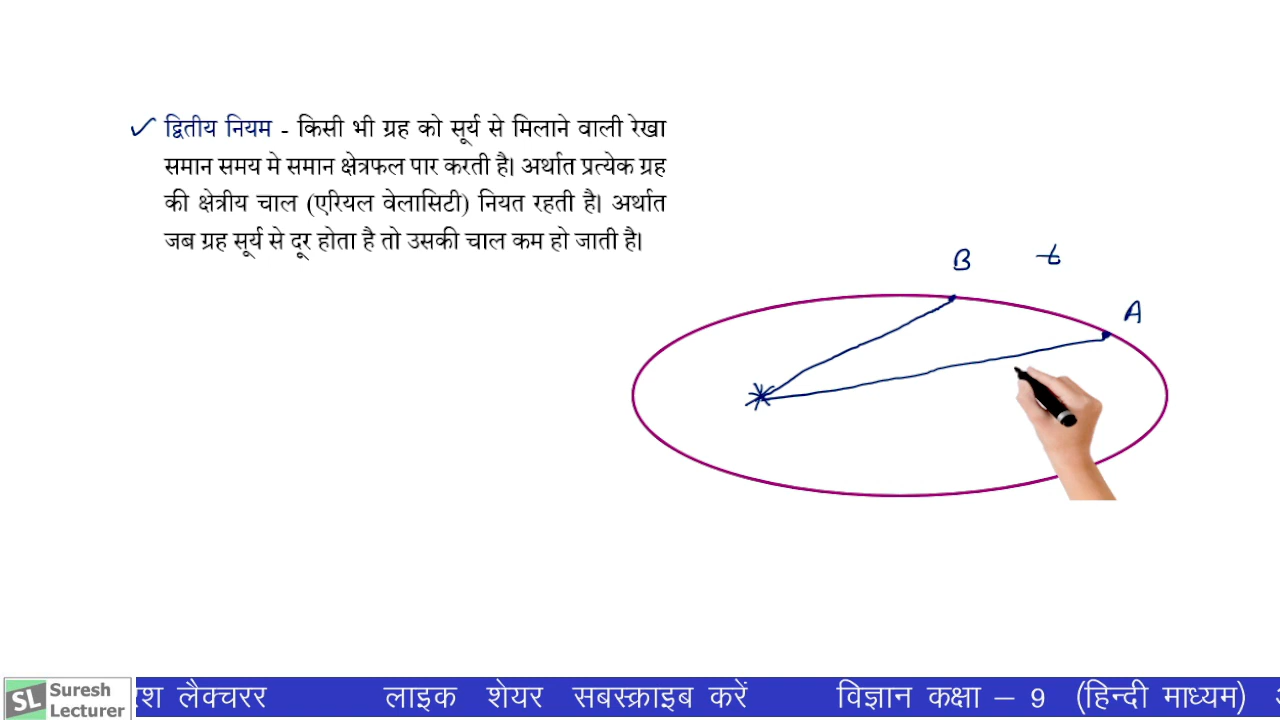 द्वितीय नियम - किसी भी ग्रह को सूर्य से मिलाने वाली रेखा
समान समय मे समान क्षेत्रफल पार करती है। अर्थात प्रत्येक ग्रह
की क्षेत्रीय चाल (एरियल वेलासिटी) नियत रहती है। अर्थात
जब ग्रह सूर्य से दूर होता है तो उसकी चाल कम हो जाती है।
B t
A
SL Suresh
Lecturer
रश लैक्चरर लाइक शेयर सबस्क्राइब करें विज्ञान कक्षा – 9 (हिन्दी माध्यम)